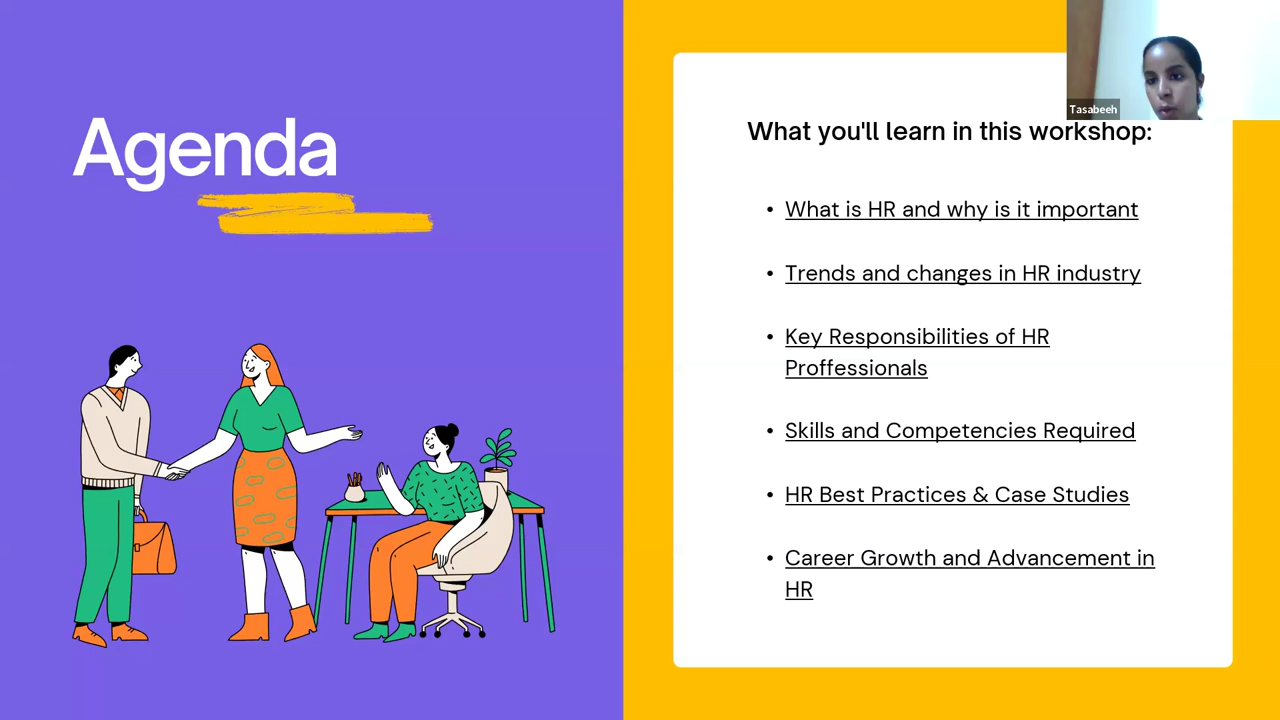 Agenda
Tasabeeh
What you'll learn in this workshop:
• What is HR and why is it important
• Trends and changes in HR industry
• Key Responsibilities of HR
Proffessionals
• Skills and Competencies Required
• HR Best Practices & Case Studies
• Career Growth and Advancement in
HR